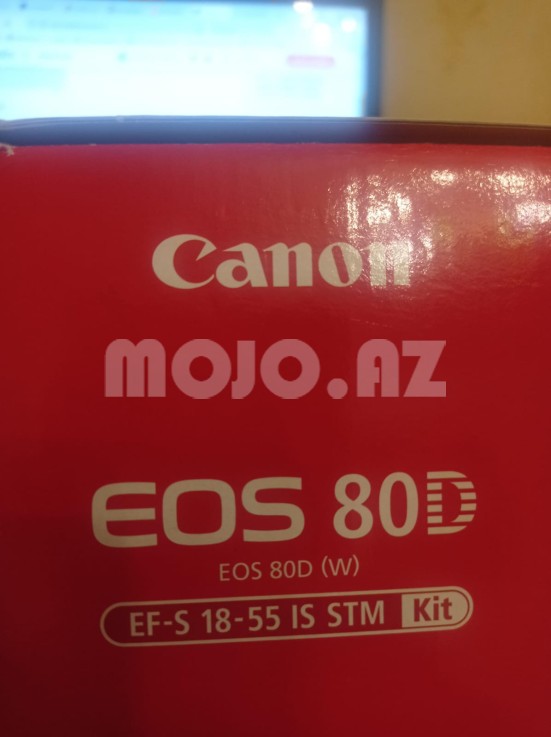 Canon
MOJO.AZ
EOS 80D
EOS 80D (W)
EF-S 18-55 IS STM Kit